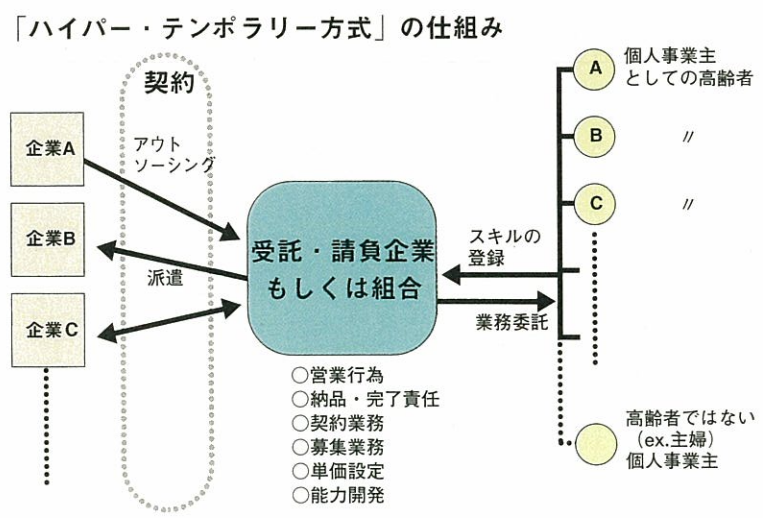 「ハイパー・テンポラリー方式」の仕組み
契約
企業A
アウト
ソーシング
企業B
派遣
企業C
受託・請負企業
もしくは組合
○営業行為
○納品・完了責任
○契約業務
○募集業務
○単価設定
○能力開発
スキルの
登録
業務委託
A
個人事業主
としての高齢者
B
〃
C
〃
高齢者ではない
（ex.主婦）
個人事業主